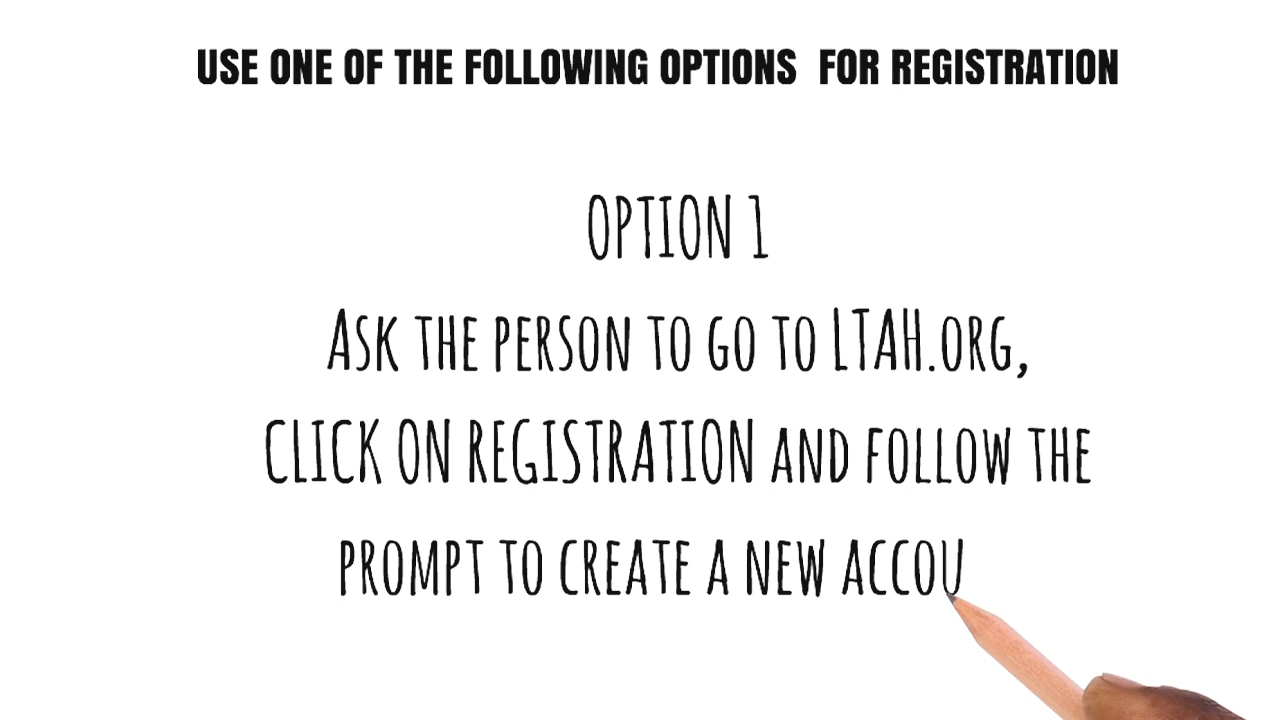 USE ONE OF THE FOLLOWING OPTIONS FOR REGISTRATION
OPTION 1
Ask the person to go to LTAH.org,
CLICK ON REGISTRATION and follow the
prompt to create a new accou